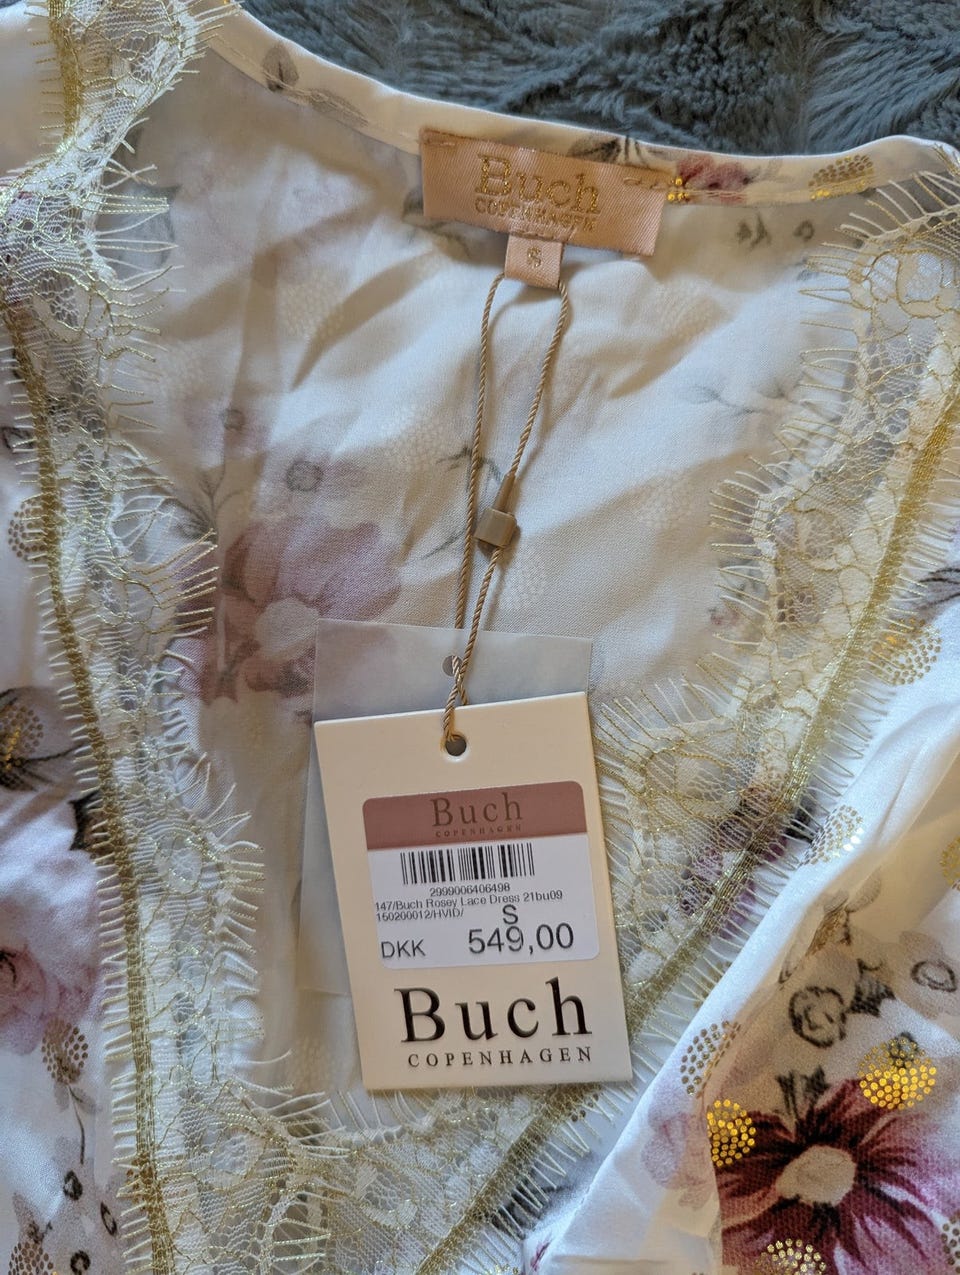 Buch
COPENHAGEN
S
Buch
COPENHAGEN
2999006406498
147/Buch Rosey Lace Dress 21bu09
150200012/HVID/ S
DKK 549,00
Buch
COPENHAGEN